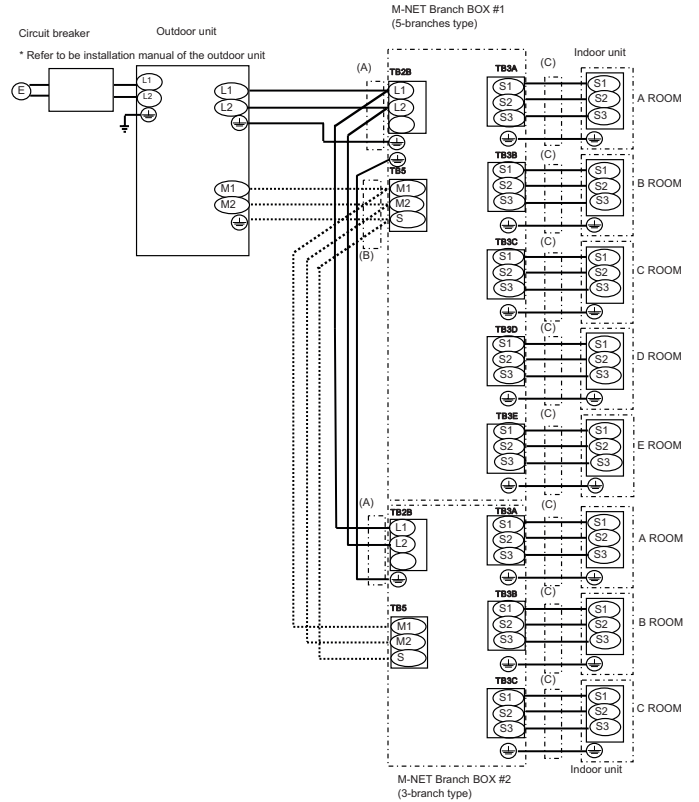 M-NET Branch BOX #1
(5-branches type)
Circuit breaker
Outdoor unit
* Refer to be installation manual of the outdoor unit
Indoor unit
E
L1
L2
L1
L2
M1
M2
(A)
TB2B
L1
L2
TB5
M1
M2
S
(B)
TB3A
S1
S2
S3
(C)
S1
S2
S3
A ROOM
TB3B
S1
S2
S3
(C)
S1
S2
S3
B ROOM
TB3C
S1
S2
S3
(C)
S1
S2
S3
C ROOM
TB3D
S1
S2
S3
(C)
S1
S2
S3
D ROOM
TB3E
S1
S2
S3
(C)
S1
S2
S3
E ROOM
(A)
TB2B
L1
L2
TB5
M1
M2
S
TB3A
S1
S2
S3
(C)
S1
S2
S3
A ROOM
TB3B
S1
S2
S3
(C)
S1
S2
S3
B ROOM
TB3C
S1
S2
S3
(C)
S1
S2
S3
C ROOM
Indoor unit
M-NET Branch BOX #2
(3-branch type)